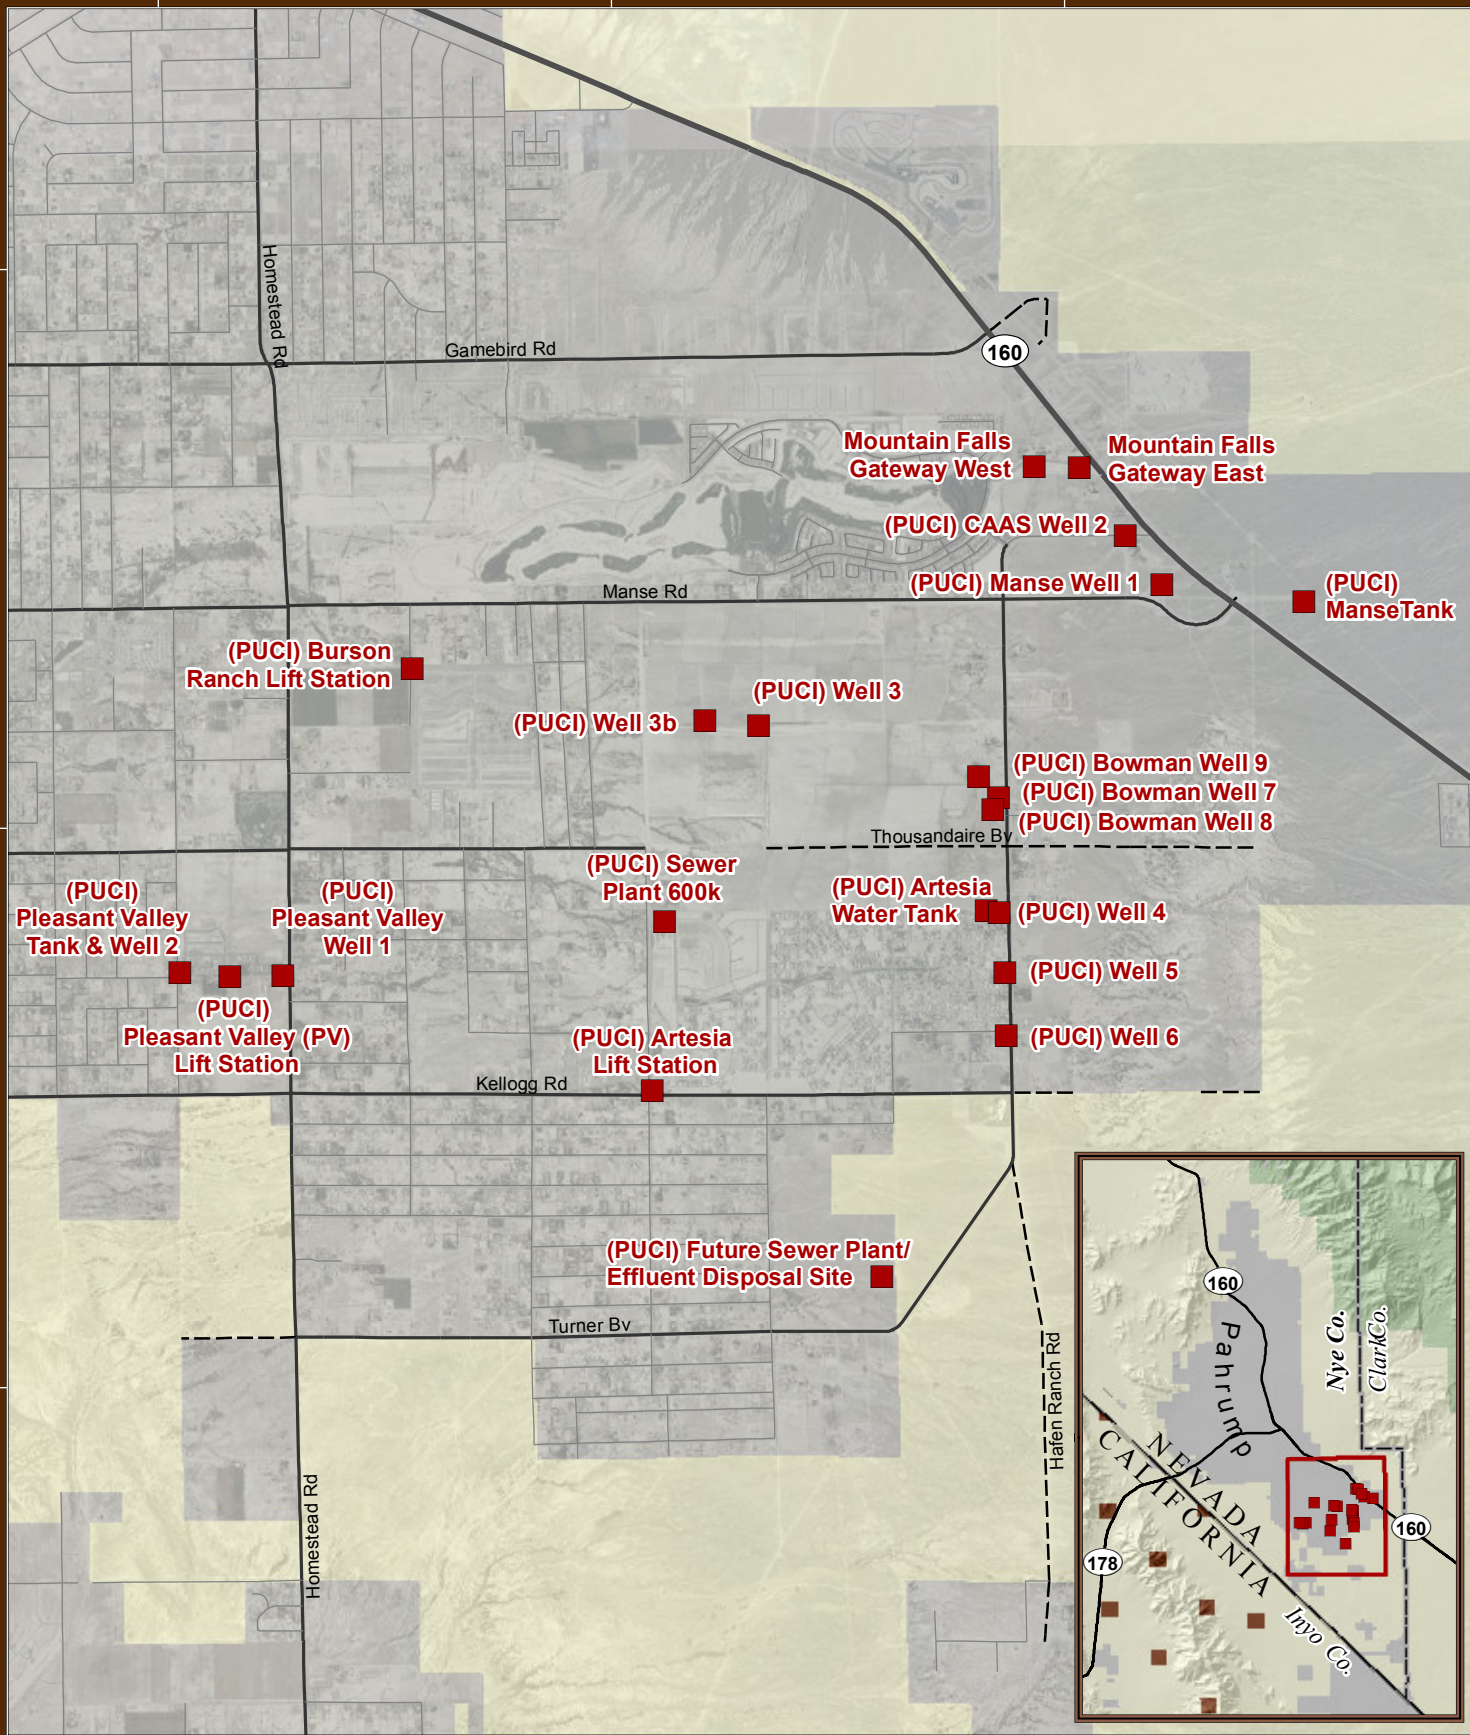 Homestead Rd
Gamebird Rd
160
Mountain Falls
Gateway West
Mountain Falls
Gateway East
(PUCI) CAAS Well 2
(PUCI) Manse Well 1
(PUCI)
ManseTank
Manse Rd
(PUCI) Burson
Ranch Lift Station
(PUCI) Well 3
(PUCI) Well 3b
(PUCI) Bowman Well 9
(PUCI) Bowman Well 7
(PUCI) Bowman Well 8
Thousandaire Bv
(PUCI) Sewer
Plant 600k
(PUCI)
Pleasant Valley
Tank & Well 2
(PUCI)
Pleasant Valley
Well 1
(PUCI) Artesia
Water Tank
(PUCI) Well 4
(PUCI) Well 5
(PUCI)
Pleasant Valley (PV)
Lift Station
(PUCI) Artesia
Lift Station
(PUCI) Well 6
Kellogg Rd
(PUCI) Future Sewer Plant/
Effluent Disposal Site
Turner Bv
Hafen Ranch Rd
Homestead Rd
160
Pahrump
Nye Co.
Clark Co.
NEVADA
CALIFORNIA
160
178
Inyo Co.